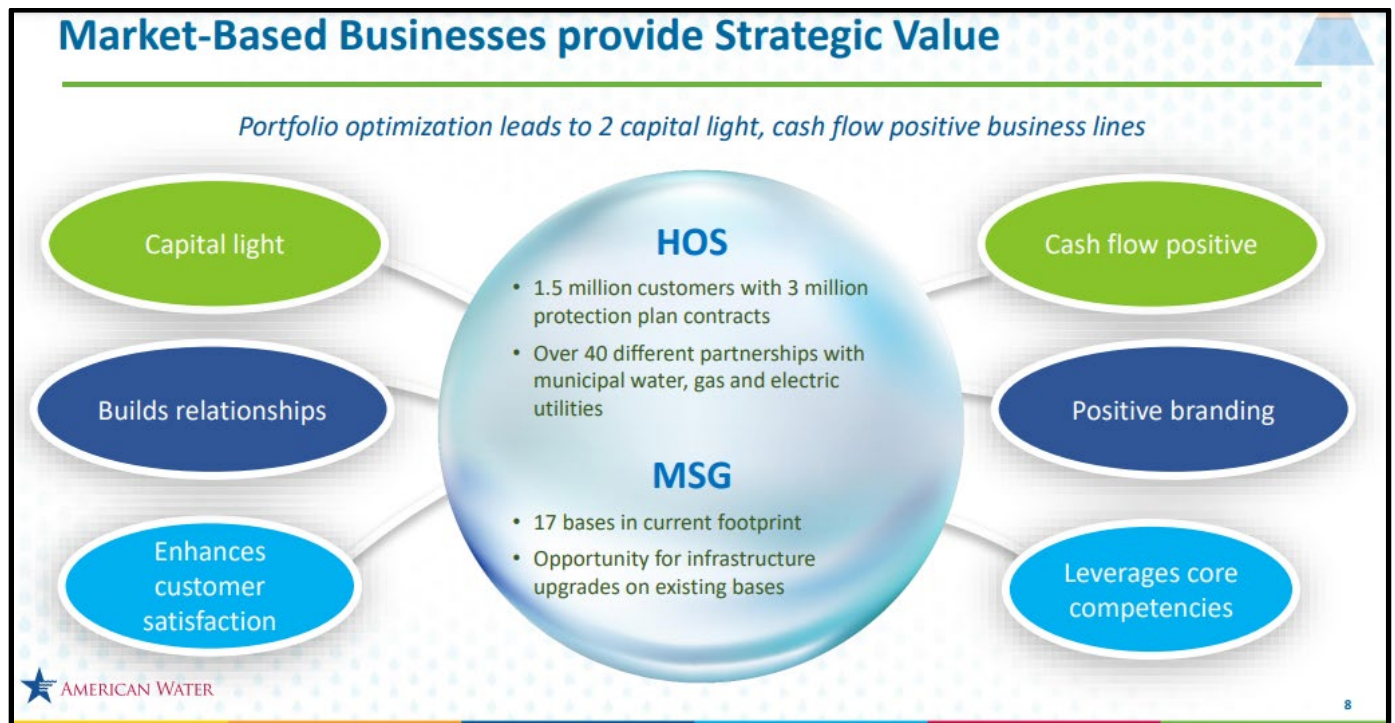 Market-Based Businesses provide Strategic Value
Portfolio optimization leads to 2 capital light, cash flow positive business lines
Capital light
Builds relationships
Enhances
customer
satisfaction
HOS
• 1.5 million customers with 3 million
protection plan contracts
• Over 40 different partnerships with
municipal water, gas and electric
utilities
MSG
• 17 bases in current footprint
• Opportunity for infrastructure
upgrades on existing bases
Cash flow positive
Positive branding
Leverages core
competencies
AMERICAN WATER
8